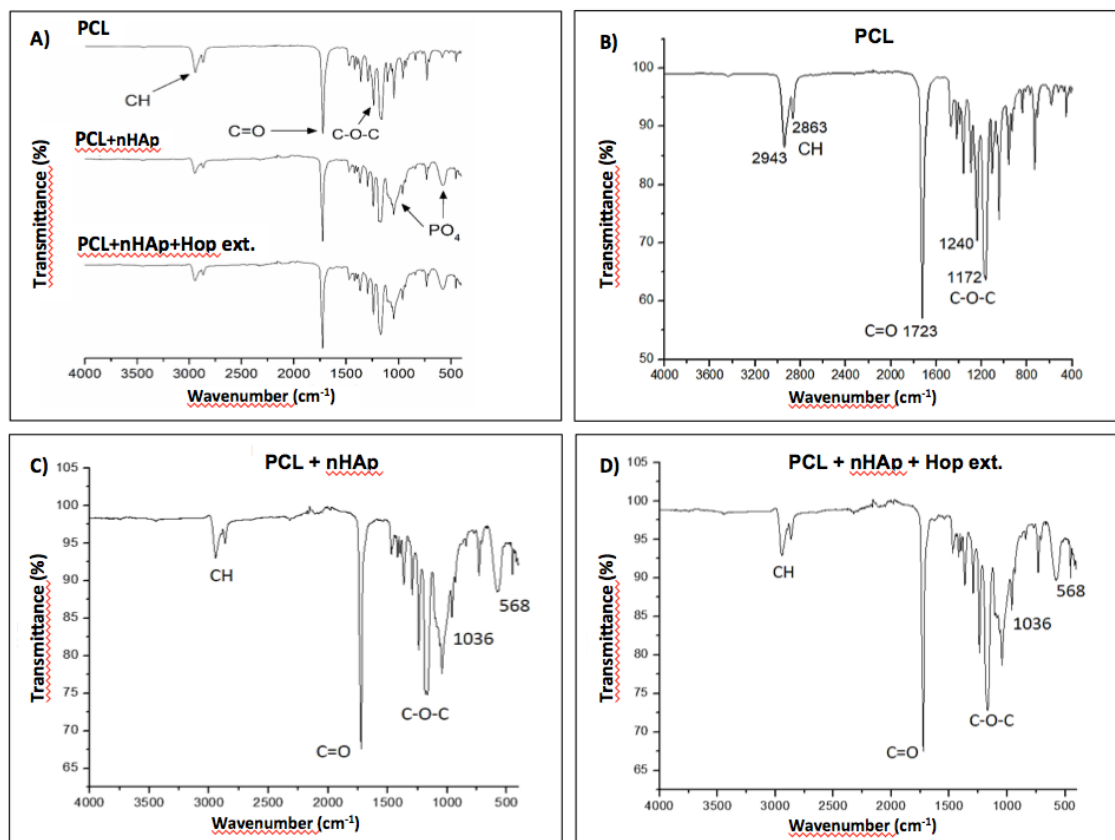 A)
PCL
CH
C=O
C-O-C
PCL+nHAp
PO4
PCL+nHAp+Hop ext.
Transmittance (%)
4000 3500 3000 2500 2000 1500 1000 500
Wavenumber (cm-1)
B)
PCL
100
90
80
70
60
50
Transmittance (%)
2863
2943 CH
1240
1172
C-O-C
C=O 1723
4000 3600 3200 2800 2400 2000 1600 1200 800 400
Wavenumber (cm-1)
C)
PCL + nHAp
105
100
95
90
85
80
75
70
65
Transmittance (%)
CH
568
1036
C-O-C
C=O
4000 3500 3000 2500 2000 1500 1000 500
Wavenumber (cm-1)
D)
PCL + nHAp + Hop ext.
105
100
95
90
85
80
75
70
65
Transmittance (%)
CH
568
1036
C-O-C
C=O
4000 3500 3000 2500 2000 1500 1000 500
Wavenumber (cm-1)